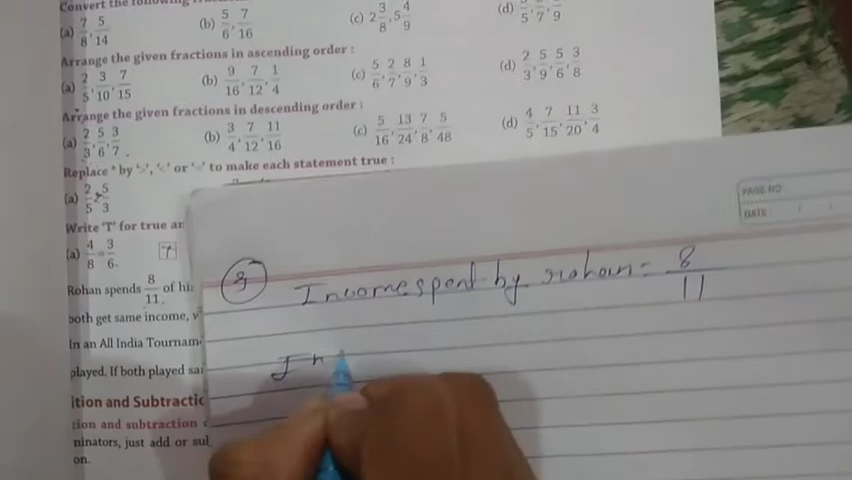 Convert the following
(a) 7/8, 5/14 (b) 5/6, 7/16 (c) 2 3/8, 5 4/9 (d) /5, /7, /9
Arrange the given fractions in ascending order :
(a) 2/5, 3/10, 7/15 (b) 9/16, 7/12, 1/4 (c) 5/6, 2/7, 8/9, 1/3 (d) 2/3, 5/9, 5/6, 3/8
Arrange the given fractions in descending order :
(a) 2/3, 5/6, 3/7 (b) 3/4, 7/12, 11/16 (c) 5/16, 13/24, 7/8, 5/48 (d) 4/5, 7/15, 11/20, 3/4
Replace * by '>', '<' or '=' to make each statement true :
(a) 2/5 * 5/3
Write 'T' for true
(a) 4/8 = 3/6. T
Rohan spends 8/11 of
both get same income,
In an All India
played. If both played
ition and Subtractio
tion and subtraction
minators, just add or
on.
PAGE NO
DATE
Income spent by rohan = 8/11
In